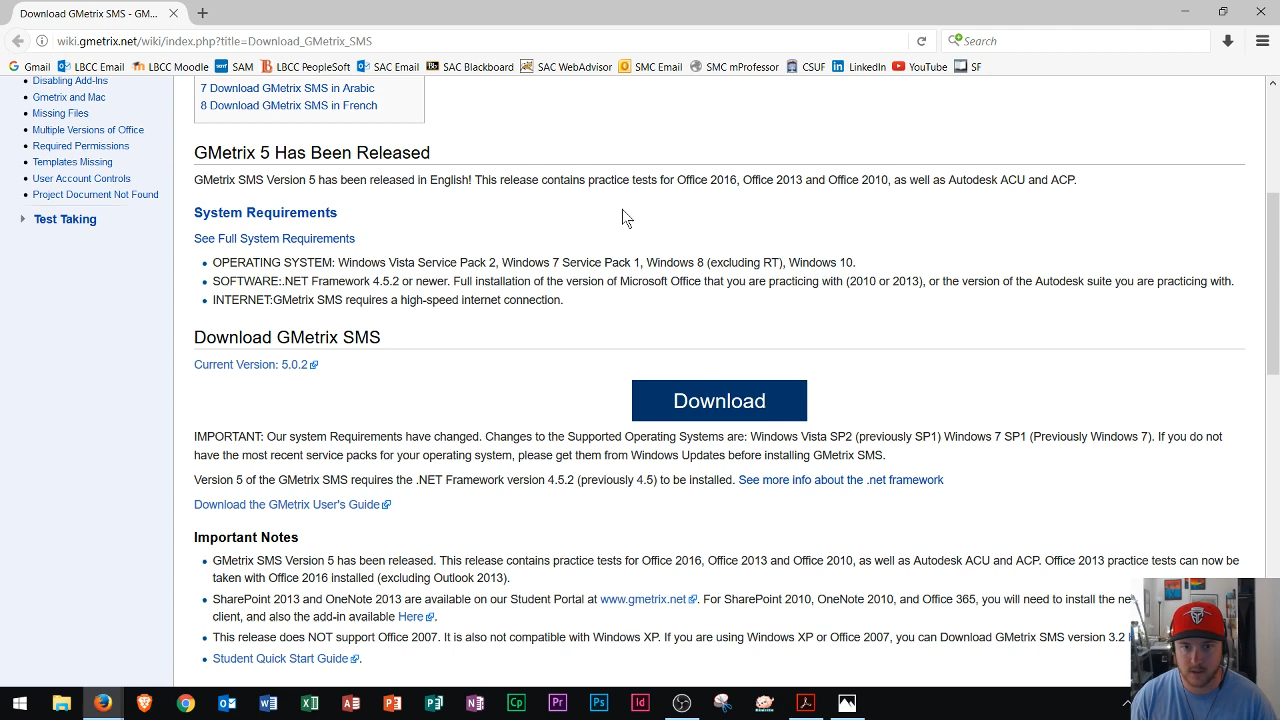 Download GMetrix SMS - GM...
wiki.gmetrix.net/wiki/index.php?title=Download_GMetrix_SMS
Search
Gmail LBCC Email LBCC Moodle SAM LBCC PeopleSoft SAC Email SAC Blackboard SAC WebAdvisor SMC Email SMC mProfessor CSUF LinkedIn YouTube SF
Disabling Add-Ins
Gmetrix and Mac
Missing Files
Multiple Versions of Office
Required Permissions
Templates Missing
User Account Controls
Project Document Not Found
Test Taking
7 Download GMetrix SMS in Arabic
8 Download GMetrix SMS in French
GMetrix 5 Has Been Released
GMetrix SMS Version 5 has been released in English! This release contains practice tests for Office 2016, Office 2013 and Office 2010, as well as Autodesk ACU and ACP.
System Requirements
See Full System Requirements
OPERATING SYSTEM: Windows Vista Service Pack 2, Windows 7 Service Pack 1, Windows 8 (excluding RT), Windows 10.
SOFTWARE:.NET Framework 4.5.2 or newer. Full installation of the version of Microsoft Office that you are practicing with (2010 or 2013), or the version of the Autodesk suite you are practicing with.
INTERNET:GMetrix SMS requires a high-speed internet connection.
Download GMetrix SMS
Current Version: 5.0.2
Download
IMPORTANT: Our system Requirements have changed. Changes to the Supported Operating Systems are: Windows Vista SP2 (previously SP1) Windows 7 SP1 (Previously Windows 7). If you do not
have the most recent service packs for your operating system, please get them from Windows Updates before installing GMetrix SMS.
Version 5 of the GMetrix SMS requires the .NET Framework version 4.5.2 (previously 4.5) to be installed. See more info about the .net framework
Download the GMetrix User's Guide
Important Notes
GMetrix SMS Version 5 has been released. This release contains practice tests for Office 2016, Office 2013 and Office 2010, as well as Autodesk ACU and ACP. Office 2013 practice tests can now be
taken with Office 2016 installed (excluding Outlook 2013).
SharePoint 2013 and OneNote 2013 are available on our Student Portal at www.gmetrix.net. For SharePoint 2010, OneNote 2010, and Office 365, you will need to install the ne
client, and also the add-in available Here.
This release does NOT support Office 2007. It is also not compatible with Windows XP. If you are using Windows XP or Office 2007, you can Download GMetrix SMS version 3.2
Student Quick Start Guide.